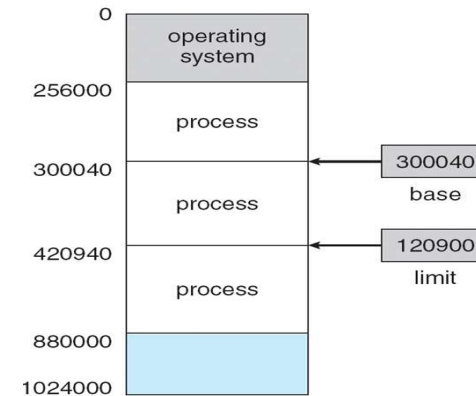 0
operating
system
256000
process
300040
300040
base
process
420940
120900
limit
process
880000
1024000